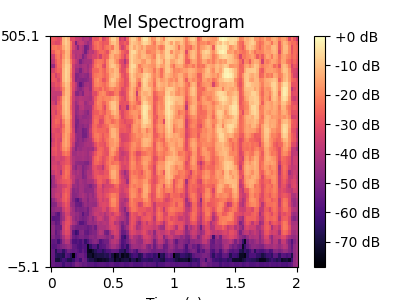 Mel Spectrogram
505.1
-5.1
0
0.5
1
1.5
2
+0 dB
-10 dB
-20 dB
-30 dB
-40 dB
-50 dB
-60 dB
-70 dB